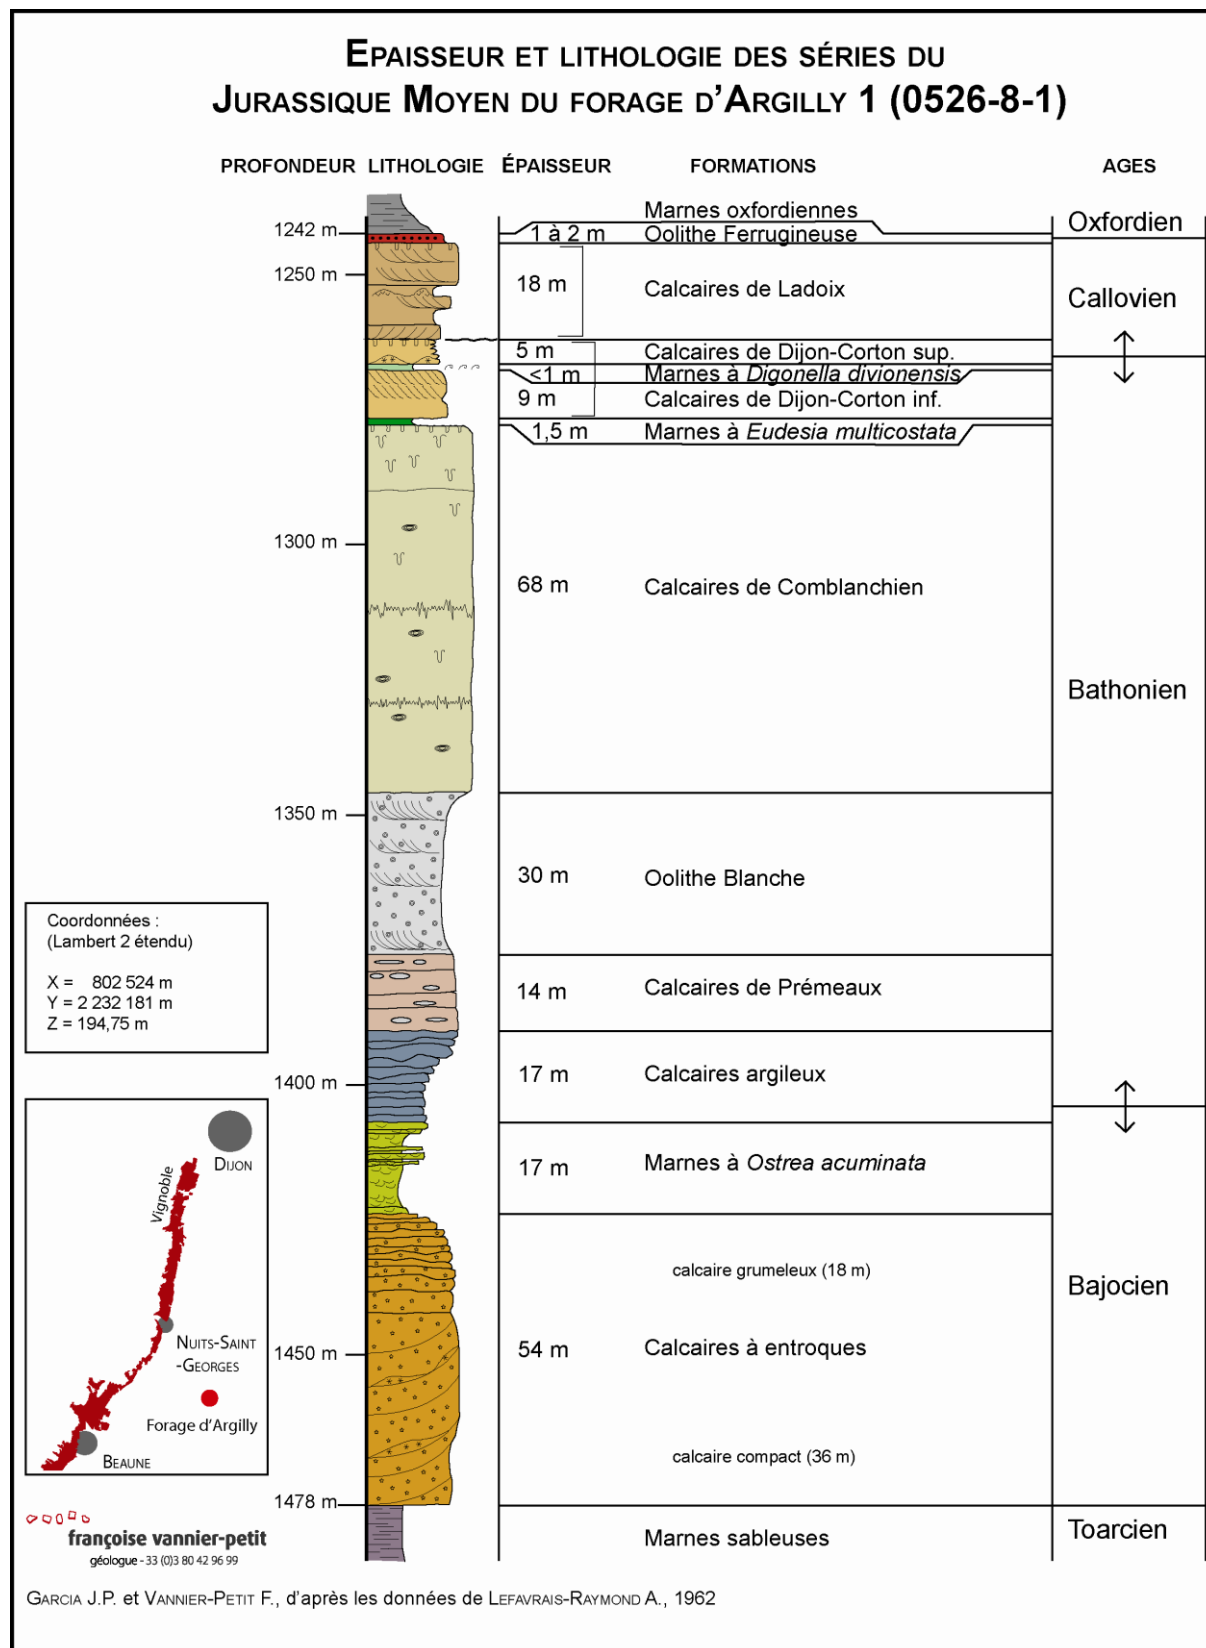 EPAISSEUR ET LITHOLOGIE DES SÉRIES DU
JURASSIQUE MOYEN DU FORAGE D'ARGILLY 1 (0526-8-1)
PROFONDEUR LITHOLOGIE ÉPAISSEUR FORMATIONS AGES
Marnes oxfordiennes
Oxfordien
1242 m 1 à 2 m Oolithe Ferrugineuse
1250 m 18 m Calcaires de Ladoix Callovien
5 m Calcaires de Dijon-Corton sup.
<1 m Marnes à Digonella divionensis
9 m Calcaires de Dijon-Corton inf.
1,5 m Marnes à Eudesia multicostata
1300 m
68 m Calcaires de Comblanchien
Bathonien
1350 m
30 m Oolithe Blanche
14 m Calcaires de Prémeaux
17 m Calcaires argileux
1400 m
17 m Marnes à Ostrea acuminata
calcaire grumeleux (18 m)
Bajocien
1450 m 54 m Calcaires à entroques
calcaire compact (36 m)
1478 m
Marnes sableuses Toarcien
Coordonnées :
(Lambert 2 étendu)
X = 802 524 m
Y = 2 232 181 m
Z = 194,75 m
DIJON
Vignoble
NUITS-SAINT
-GEORGES
Forage d'Argilly
BEAUNE
françoise vannier-petit
géologue - 33 (0)3 80 42 96 99
GARCIA J.P. et VANNIER-PETIT F., d'après les données de LEFAVRAIS-RAYMOND A., 1962